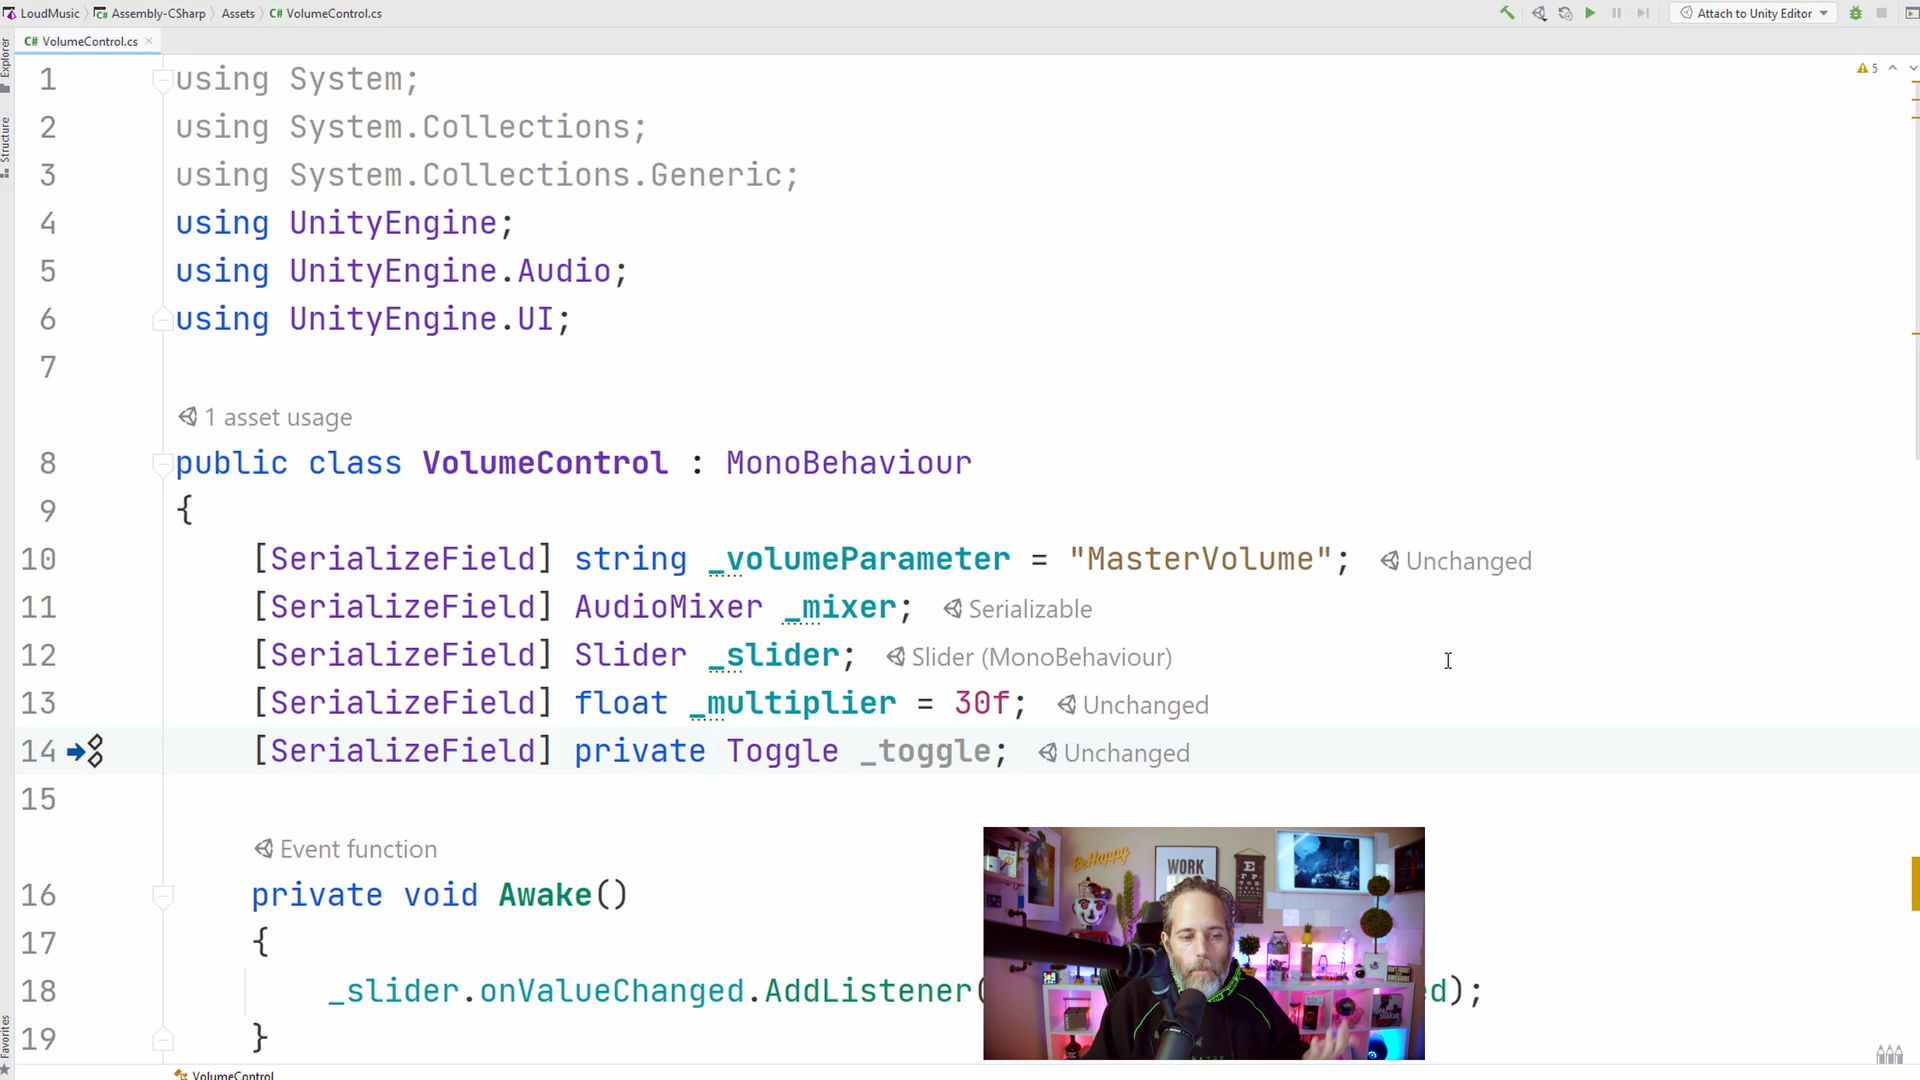 LoudMusic Assembly-CSharp Assets C# VolumeControl.cs Attach to Unity Editor
C# VolumeControl.cs
Explorer
Structure
Favorites
5
1 using System;
2 using System.Collections;
3 using System.Collections.Generic;
4 using UnityEngine;
5 using UnityEngine.Audio;
6 using UnityEngine.UI;
7
1 asset usage
8 public class VolumeControl : MonoBehaviour
9 {
10 [SerializeField] string _volumeParameter = "MasterVolume"; Unchanged
11 [SerializeField] AudioMixer _mixer; Serializable
12 [SerializeField] Slider _slider; Slider (MonoBehaviour)
13 [SerializeField] float _multiplier = 30f; Unchanged
14 [SerializeField] private Toggle _toggle; Unchanged
15
Event function
16 private void Awake()
17 {
18 _slider.onValueChanged.AddListener( d);
19 }
Be Happy
WORK
VolumeControl